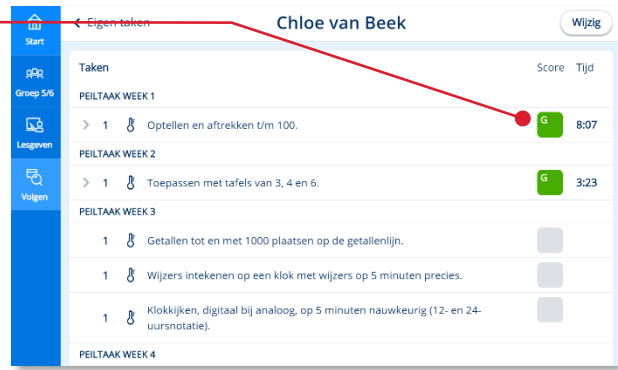 Eigen taken
Chloe van Beek
Wijzig
Start
Groep 5/6
Lesgeven
Volgen
Taken
Score Tijd
PEILTAAK WEEK 1
1 Optellen en aftrekken t/m 100.
G
8:07
PEILTAAK WEEK 2
1 Toepassen met tafels van 3, 4 en 6.
G
3:23
PEILTAAK WEEK 3
1 Getallen tot en met 1000 plaatsen op de getallenlijn.
1 Wijzers intekenen op een klok met wijzers op 5 minuten precies.
1 Klokkijken, digitaal bij analoog, op 5 minuten nauwkeurig (12- en 24-
uursnotatie).
PEILTAAK WEEK 4